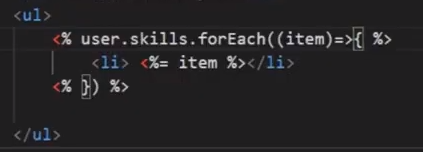 <ul>
<% user.skills.forEach((item)=>{ %>
<li> <%= item %></li>
<% }) %>
</ul>